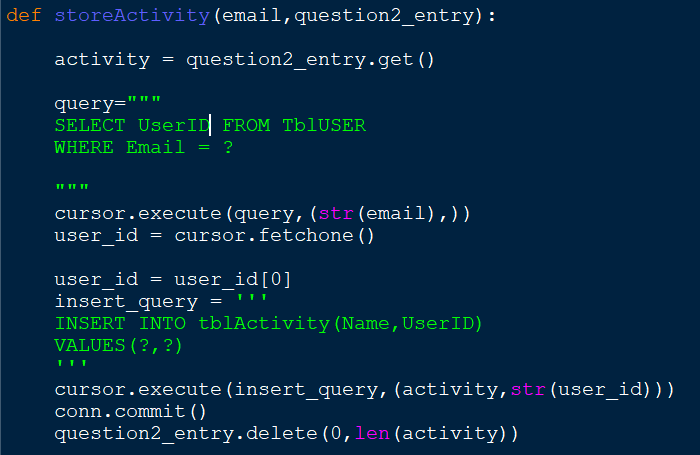 def storeActivity(email,question2_entry):
activity = question2_entry.get()
query="""
SELECT UserID FROM TblUSER
WHERE Email = ?
"""
cursor.execute(query,(str(email),))
user_id = cursor.fetchone()
user_id = user_id[0]
insert_query = '''
INSERT INTO tblActivity(Name,UserID)
VALUES(?,?)
'''
cursor.execute(insert_query,(activity,str(user_id)))
conn.commit()
question2_entry.delete(0,len(activity))